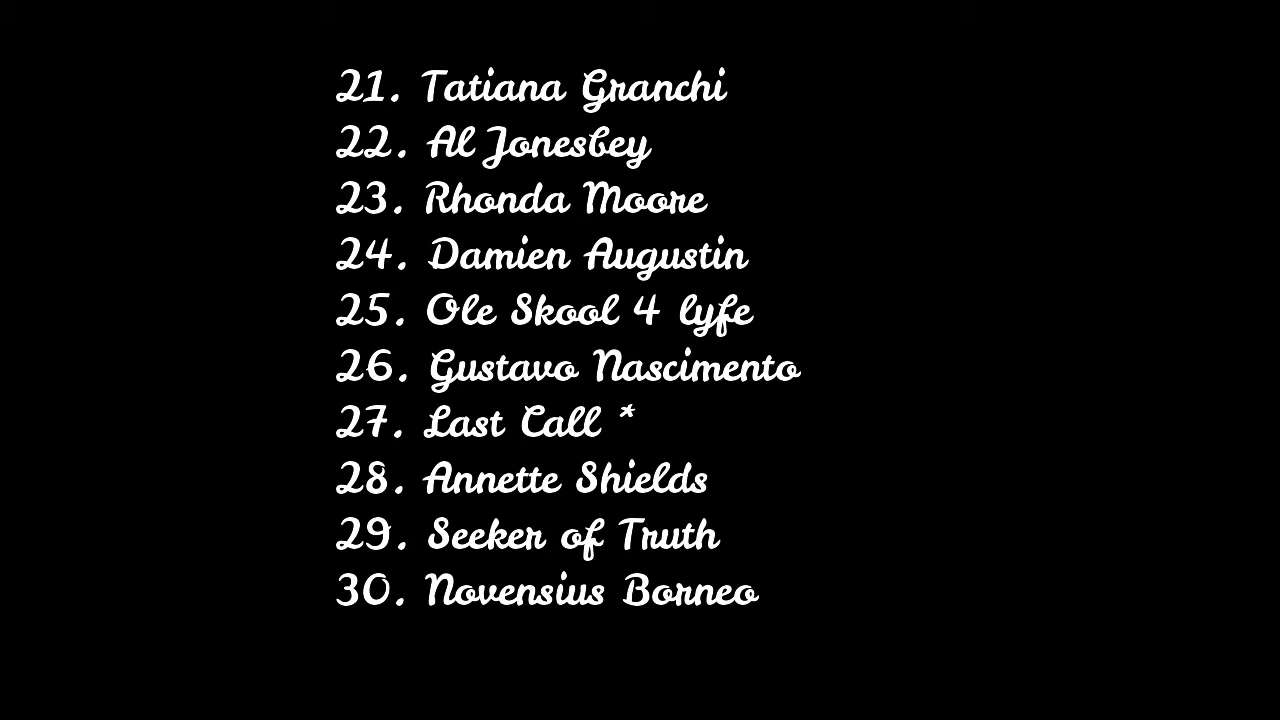 21. Tatiana Granchi
22. Al Jonesbey
23. Rhonda Moore
24. Damien Augustin
25. Ole Skool 4 lyfe
26. Gustavo Nascimento
27. Last Call *
28. Annette Shields
29. Seeker of Truth
30. Novensius Borneo